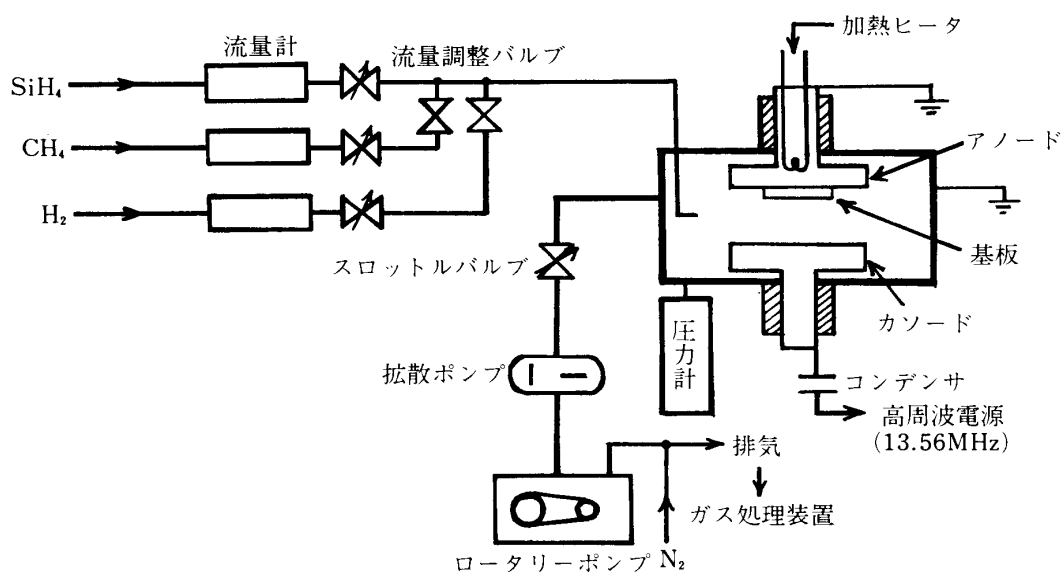 加熱ヒータ
流量計
流量調整バルブ
SiH₄
アノード
CH₄
H₂
基板
スロットルバルブ
カソード
圧力計
拡散ポンプ
コンデンサ
高周波電源
(13.56MHz)
排気
ガス処理装置
ロータリーポンプ
N₂